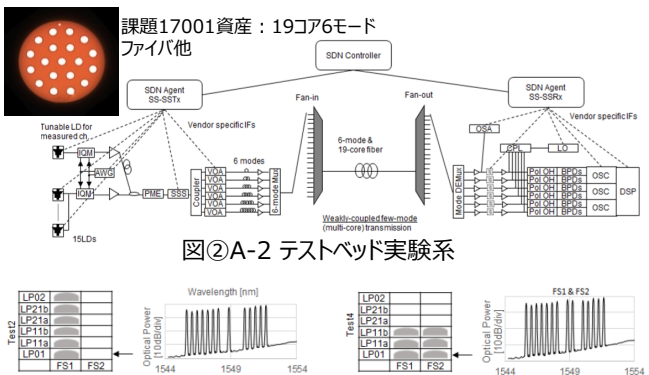 課題17001資産：19コア6モード
ファイバ他
SDN Controller
SDN Agent
SS-SSTx
SDN Agent
SS-SSRx
Fan-in
Fan-out
Vendor specific IFs
Vendor specific IFs
Tunable LD for
measured ch.
IQM
AWG
IQM
15LDs
PME
SSS
Coupler
VOA
VOA
VOA
VOA
VOA
VOA
6 modes
6-mode Mux
6-mode &
19-core fiber
Weakly-coupled few-mode
(multi-core) transmission
OSA
CPL
LO
Mode DEMux
Pol OH BPDs
Pol OH BPDs
Pol OH BPDs
Pol OH BPDs
Pol OH BPDs
Pol OH BPDs
OSC
OSC
OSC
DSP
図②A-2 テストベッド実験系
Test2
LP02
LP21b
LP21a
LP11b
LP11a
LP01
FS1 FS2
Wavelength [nm]
Optical Power
[10dB/div]
1544 1549 1554
Test4
LP02
LP21b
LP21a
LP11b
LP11a
LP01
FS1 FS2
FS1 & FS2
Optical Power
[10dB/div]
1544 1549 1554